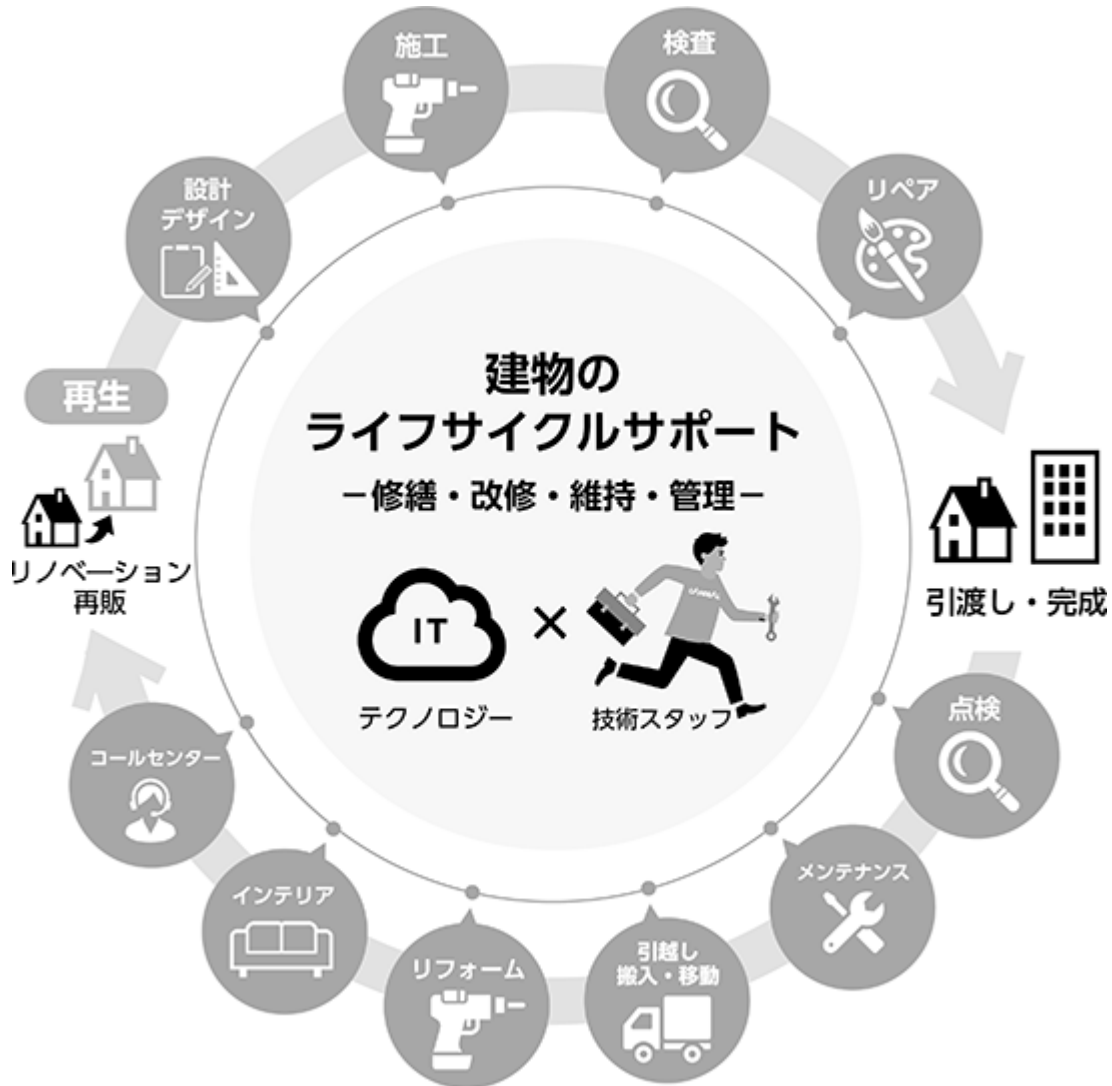 施工
検査
設計
デザイン
リペア
再生
リノベーション
再販
建物の
ライフサイクルサポート
－修繕・改修・維持・管理－
IT
×
テクノロジー
技術スタッフ
引渡し・完成
点検
メンテナンス
引越し
搬入・移動
リフォーム
インテリア
コールセンター